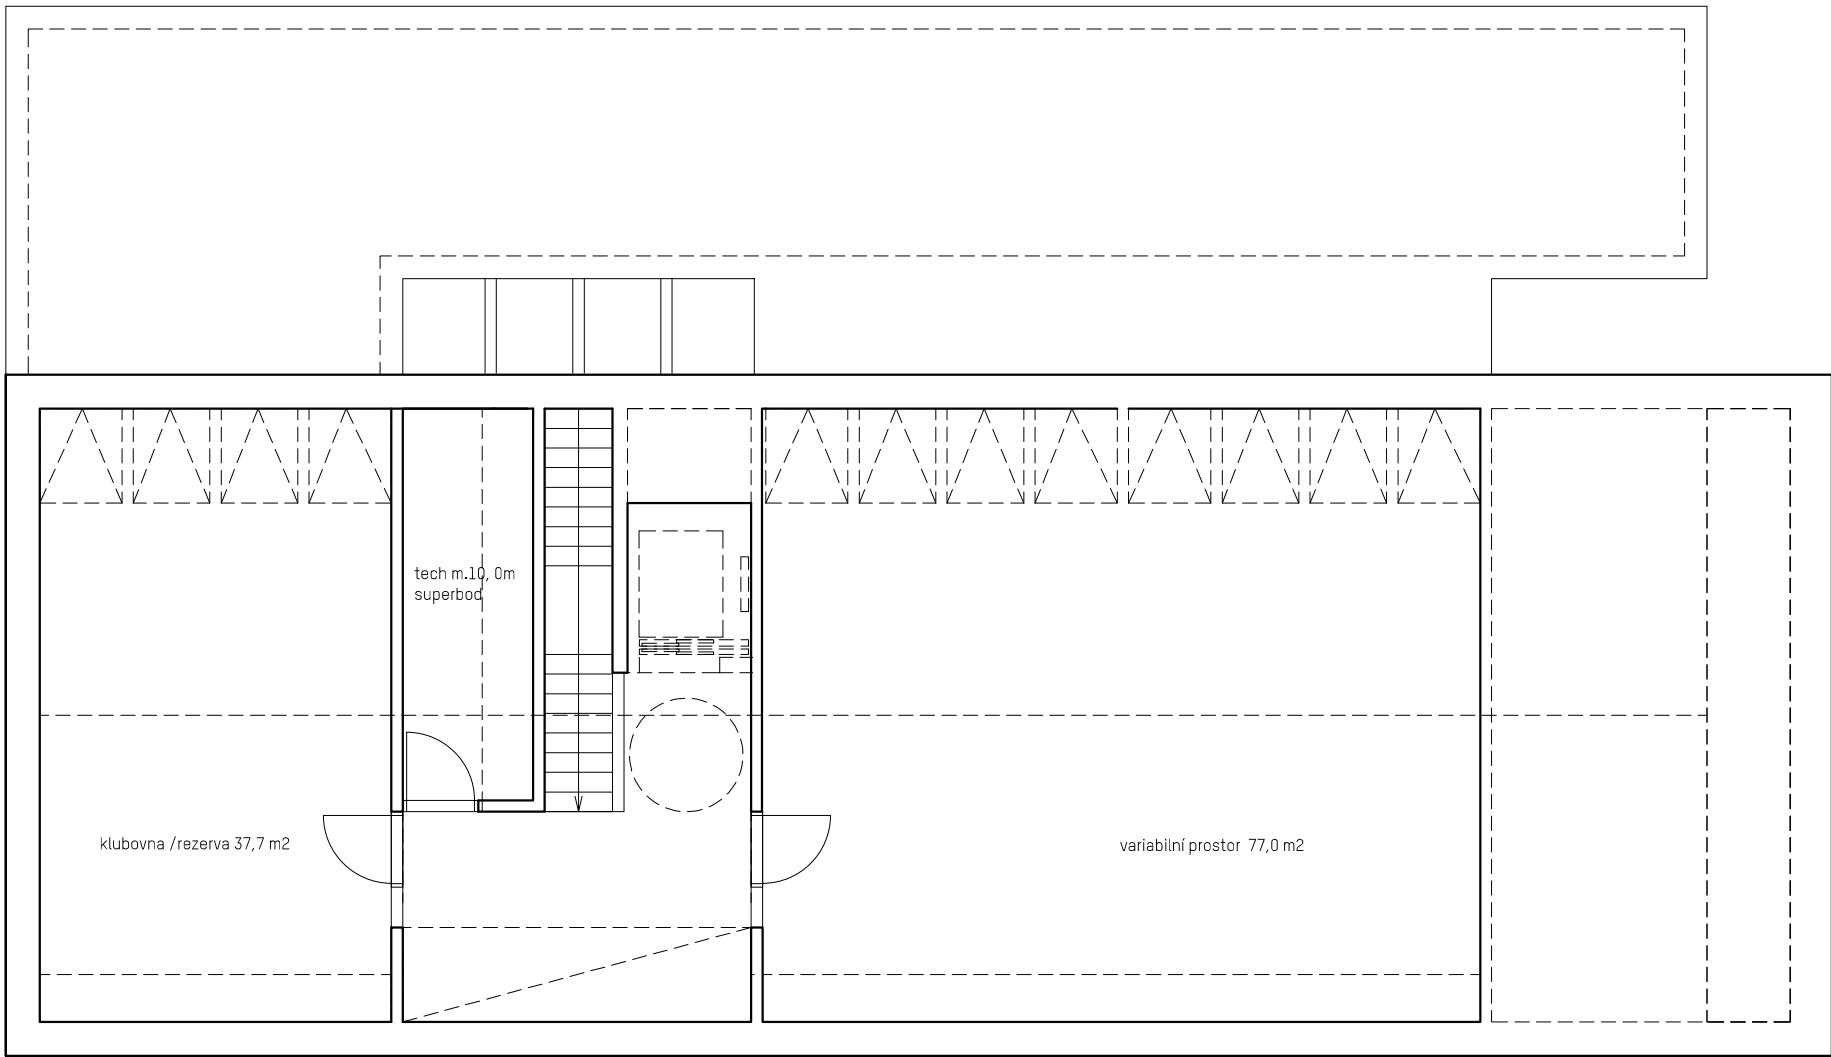 tech m.10, 0m
superbod
klubovna /rezerva 37,7 m2
variabilní prostor 77,0 m2